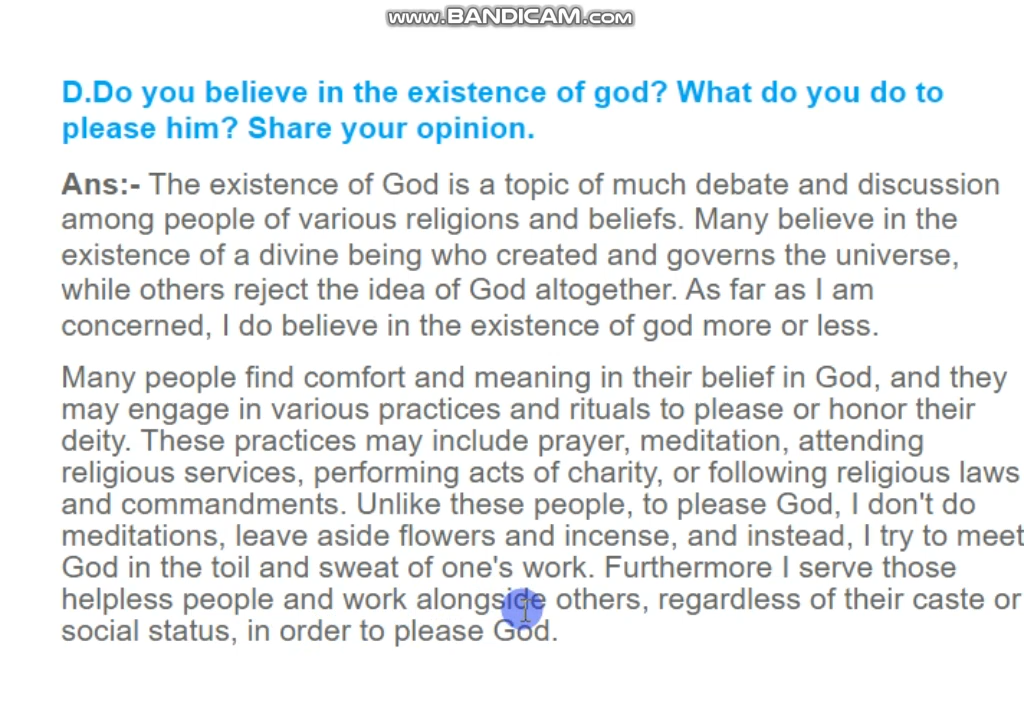 www.BANDICAM.com
D.Do you believe in the existence of god? What do you do to
please him? Share your opinion.
Ans:- The existence of God is a topic of much debate and discussion
among people of various religions and beliefs. Many believe in the
existence of a divine being who created and governs the universe,
while others reject the idea of God altogether. As far as I am
concerned, I do believe in the existence of god more or less.
Many people find comfort and meaning in their belief in God, and they
may engage in various practices and rituals to please or honor their
deity. These practices may include prayer, meditation, attending
religious services, performing acts of charity, or following religious laws
and commandments. Unlike these people, to please God, I don't do
meditations, leave aside flowers and incense, and instead, I try to meet
God in the toil and sweat of one's work. Furthermore I serve those
helpless people and work alongside others, regardless of their caste or
social status, in order to please God.